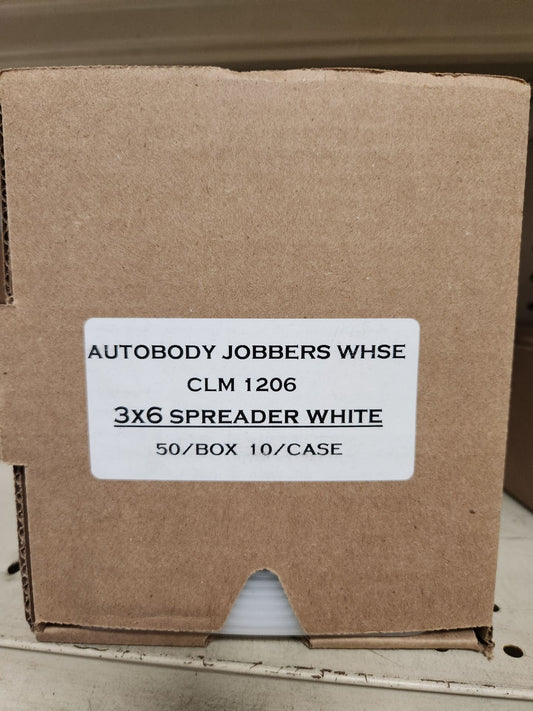 AUTOBODY JOBBERS WHSE
CLM 1206
3X6 SPREADER WHITE
50/BOX 10/CASE